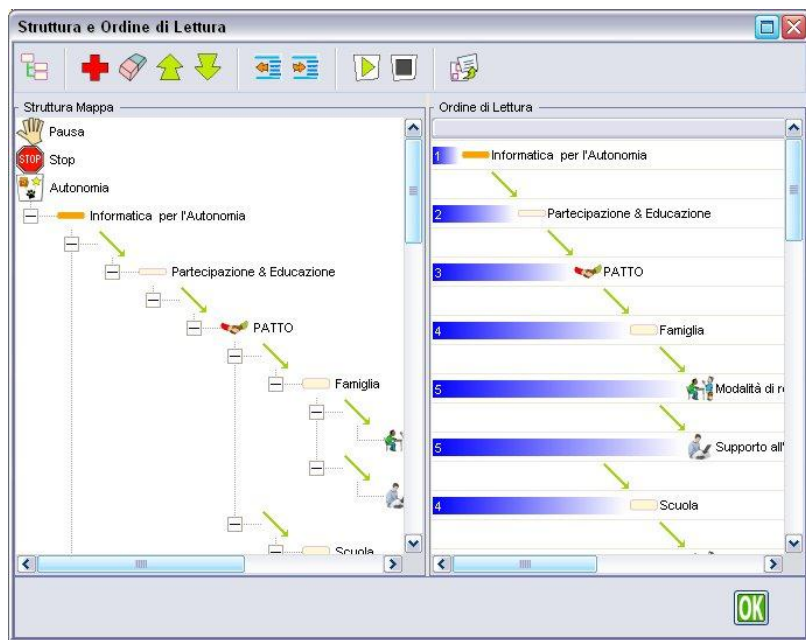 Struttura e Ordine di Lettura
Struttura Mappa
Pausa
STOP Stop
Autonomia
Informatica per l'Autonomia
Partecipazione & Educazione
PATTO
Famiglia
Scuola
Ordine di Lettura
1 Informatica per l'Autonomia
2 Partecipazione & Educazione
3 PATTO
4 Famiglia
5 Modalità di re
5 Supporto all'
4 Scuola
OK